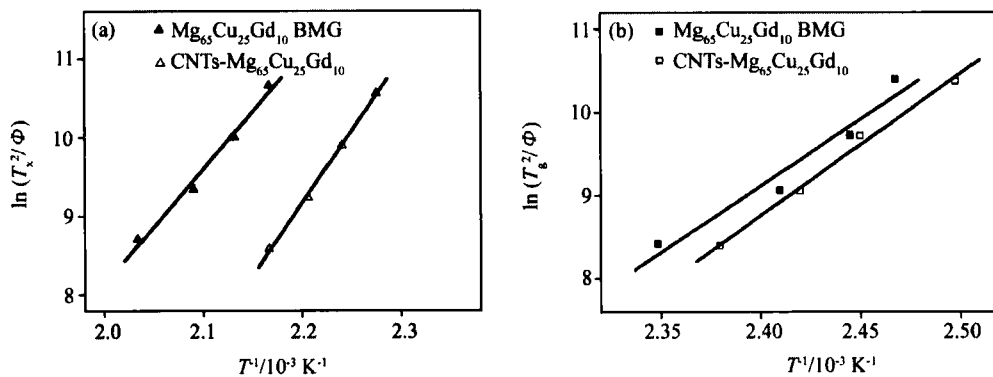 (a)
▲ Mg₆₅Cu₂₅Gd₁₀ BMG
△ CNTs-Mg₆₅Cu₂₅Gd₁₀
ln (Tₓ²/Φ)
11
10
9
8
2.0 2.1 2.2 2.3
T⁻¹/10⁻³ K⁻¹
(b)
■ Mg₆₅Cu₂₅Gd₁₀ BMG
□ CNTs-Mg₆₅Cu₂₅Gd₁₀
ln (T_g²/Φ)
11
10
9
8
2.35 2.40 2.45 2.50
T⁻¹/10⁻³ K⁻¹